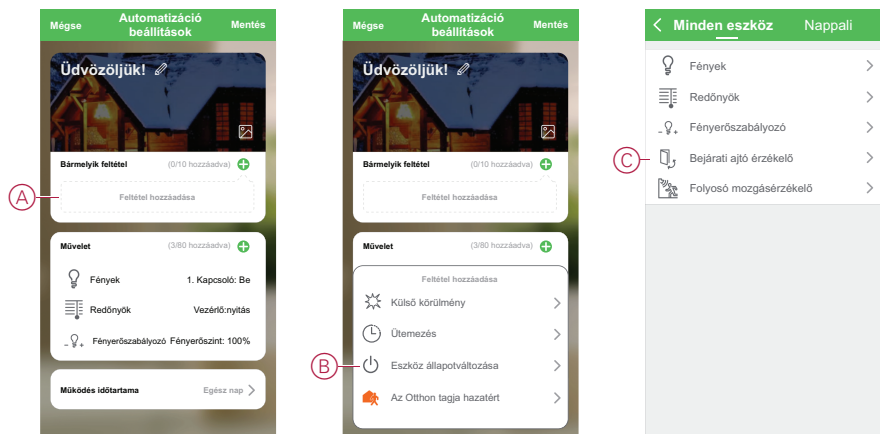 Mégse
Automatizáció
beállítások
Mentés
Üdvözöljük!
Bármelyik feltétel (0/10 hozzáadva)
A
Feltétel hozzáadása
Művelet (3/80 hozzáadva)
Fények 1. Kapcsoló: Be
Redőnyök Vezérlő:nyitás
Fényerőszabályozó Fényerőszint: 100%
Működés időtartama Egész nap
Mégse
Automatizáció
beállítások
Mentés
Üdvözöljük!
Bármelyik feltétel (0/10 hozzáadva)
Feltétel hozzáadása
Művelet (3/80 hozzáadva)
Feltétel hozzáadása
Külső körülmény
Ütemezés
B
Eszköz állapotváltozása
Az Otthon tagja hazatért
Minden eszköz Nappali
Fények
Redőnyök
Fényerőszabályozó
C
Bejárati ajtó érzékelő
Folyosó mozgásérzékelő